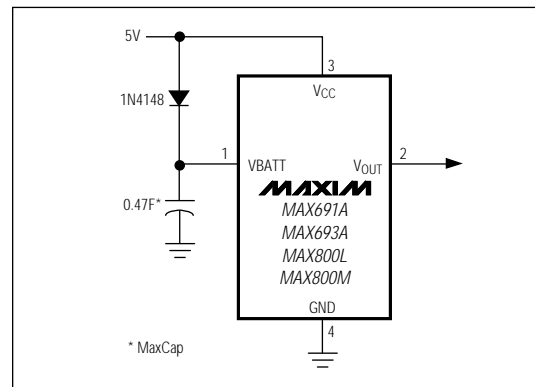 5V
3
VCC
1N4148
1
VBATT
VOUT
2
MAXIM
0.47F*
MAX691A
MAX693A
MAX800L
MAX800M
GND
4
* MaxCap